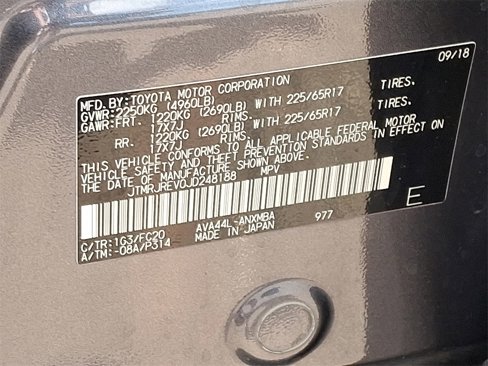 MFD.BY:TOYOTA MOTOR CORPORATION 09/18
GVWR:2250KG (4960LB)
GAWR:FRT. 1220KG (2690LB) WITH 225/65R17 TIRES,
17X7J RIMS,
RR. 1220KG (2690LB) WITH 225/65R17 TIRES,
17X7J RIMS,
THIS VEHICLE CONFORMS TO ALL APPLICABLE FEDERAL MOTOR
VEHICLE SAFETY AND THEFT PREVENTION STANDARDS IN EFFECT ON
THE DATE OF MANUFACTURE SHOWN ABOVE.
JTMRJREV0JD248188 MPV
AVA44L-ANXMBA 977 E
C/TR:1G3/FC20 MADE IN JAPAN
A/TM:-08A/P314